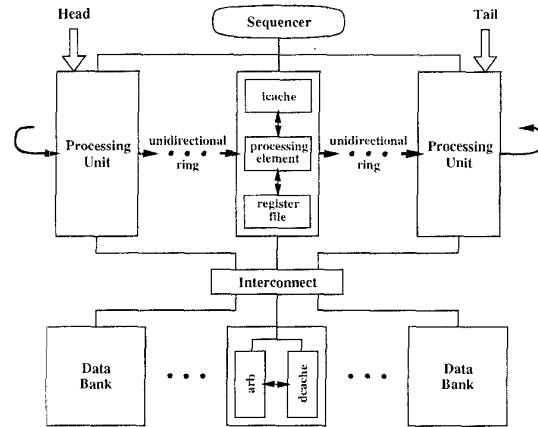 Head
Sequencer
Tail
icache
Processing
Unit
unidirectional
ring
processing
element
unidirectional
ring
Processing
Unit
register
file
Interconnect
Data
Bank
arb
dcache
Data
Bank